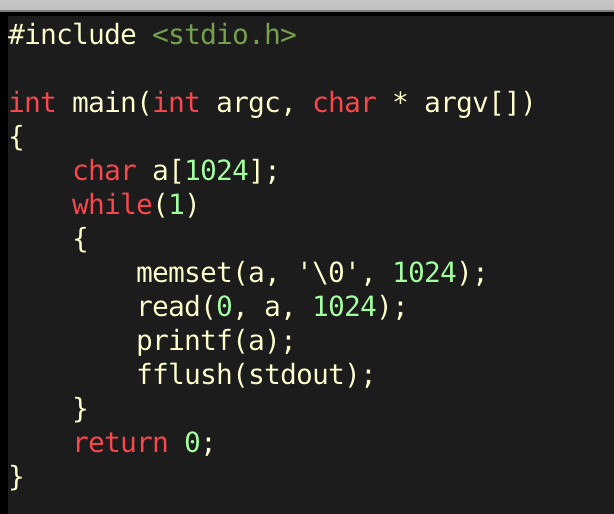 #include <stdio.h>
int main(int argc, char * argv[])
{
    char a[1024];
    while(1)
    {
        memset(a, '\0', 1024);
        read(0, a, 1024);
        printf(a);
        fflush(stdout);
    }
    return 0;
}